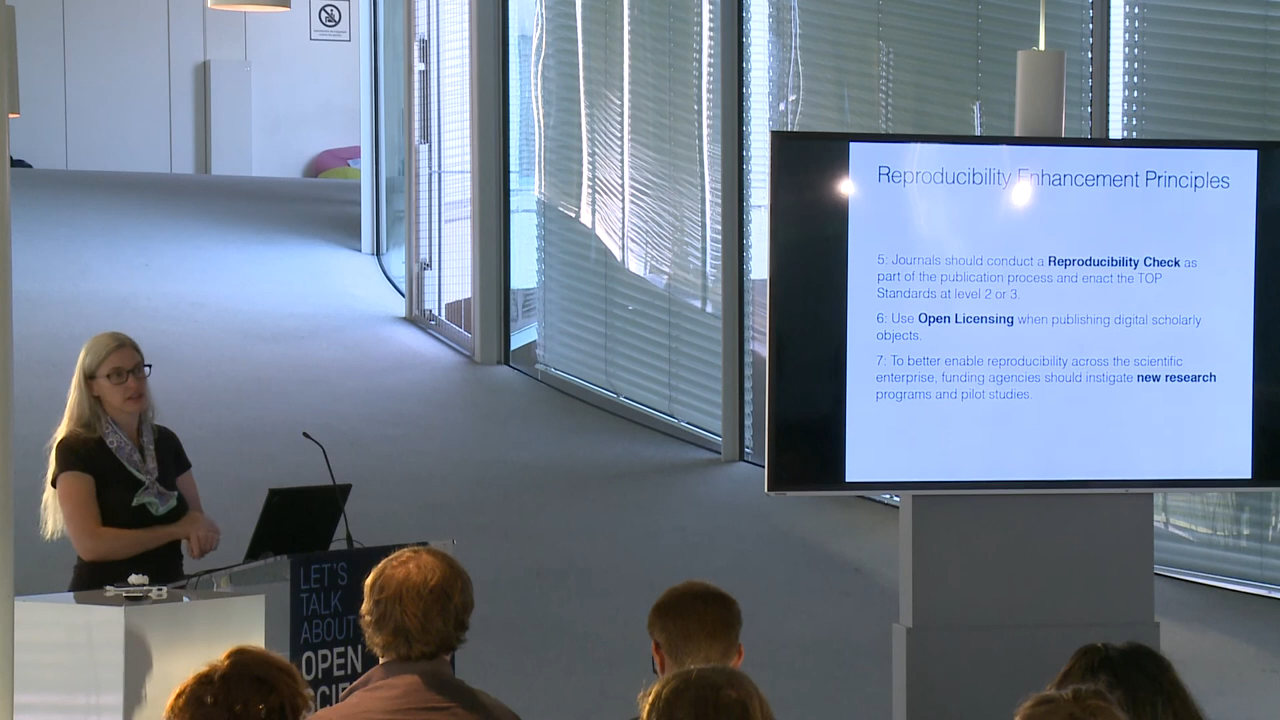 Reproducibility Enhancement Principles
5: Journals should conduct a Reproducibility Check as
part of the publication process and enact the TOP
Standards at level 2 or 3.
6: Use Open Licensing when publishing digital scholarly
objects.
7: To better enable reproducibility across the scientific
enterprise, funding agencies should instigate new research
programs and pilot studies.
LET'S
TALK
ABOUT
OPEN